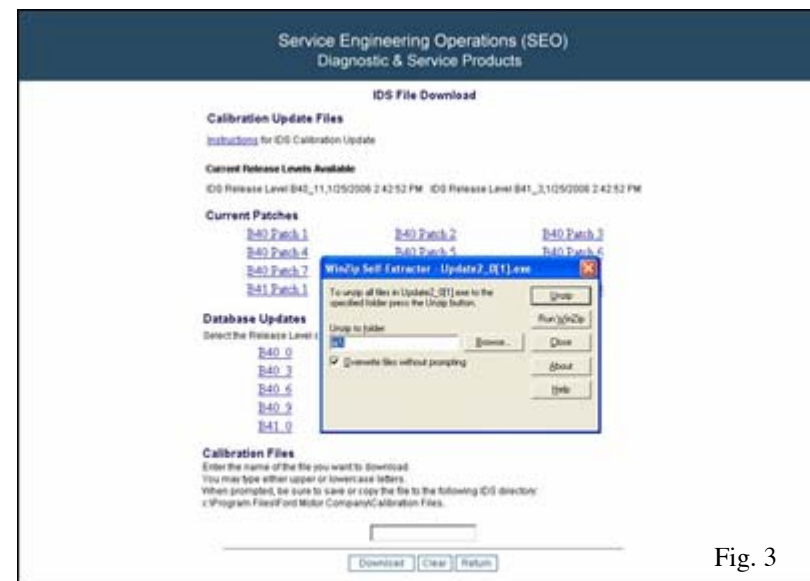 Service Engineering Operations (SEO)
Diagnostic & Service Products
IDS File Download
Calibration Update Files
Instructions for IDS Calibration Update
Current Release Levels Available
IDS Release Level B40_11,1/25/2006 2:42:52 PM IDS Release Level B41_3,1/25/2006 2:42:52 PM
Current Patches
B40 Patch 1 B40 Patch 2 B40 Patch 3
B40 Patch 4 B40 Patch 5 B40 Patch 6
B40 Patch 7
B41 Patch 1
WinZip Self-Extractor - Update2_0[1].exe
To unzip all files in Update2_0[1].exe to the
specified folder press the Unzip button.
Unzip to folder
Browse...
Overwrite files without prompting
Unzip
Run WinZip
Close
About
Help
Database Updates
Select the Release Level
B40_0
B40_3
B40_6
B40_9
B41_0
Calibration Files
Enter the name of the file you want to download.
You may type either upper or lowercase letters.
When prompted, be sure to save or copy the file to the following IDS directory:
c:\Program Files\Ford Motor Company\Calibration Files.
Download Clear Return
Fig. 3